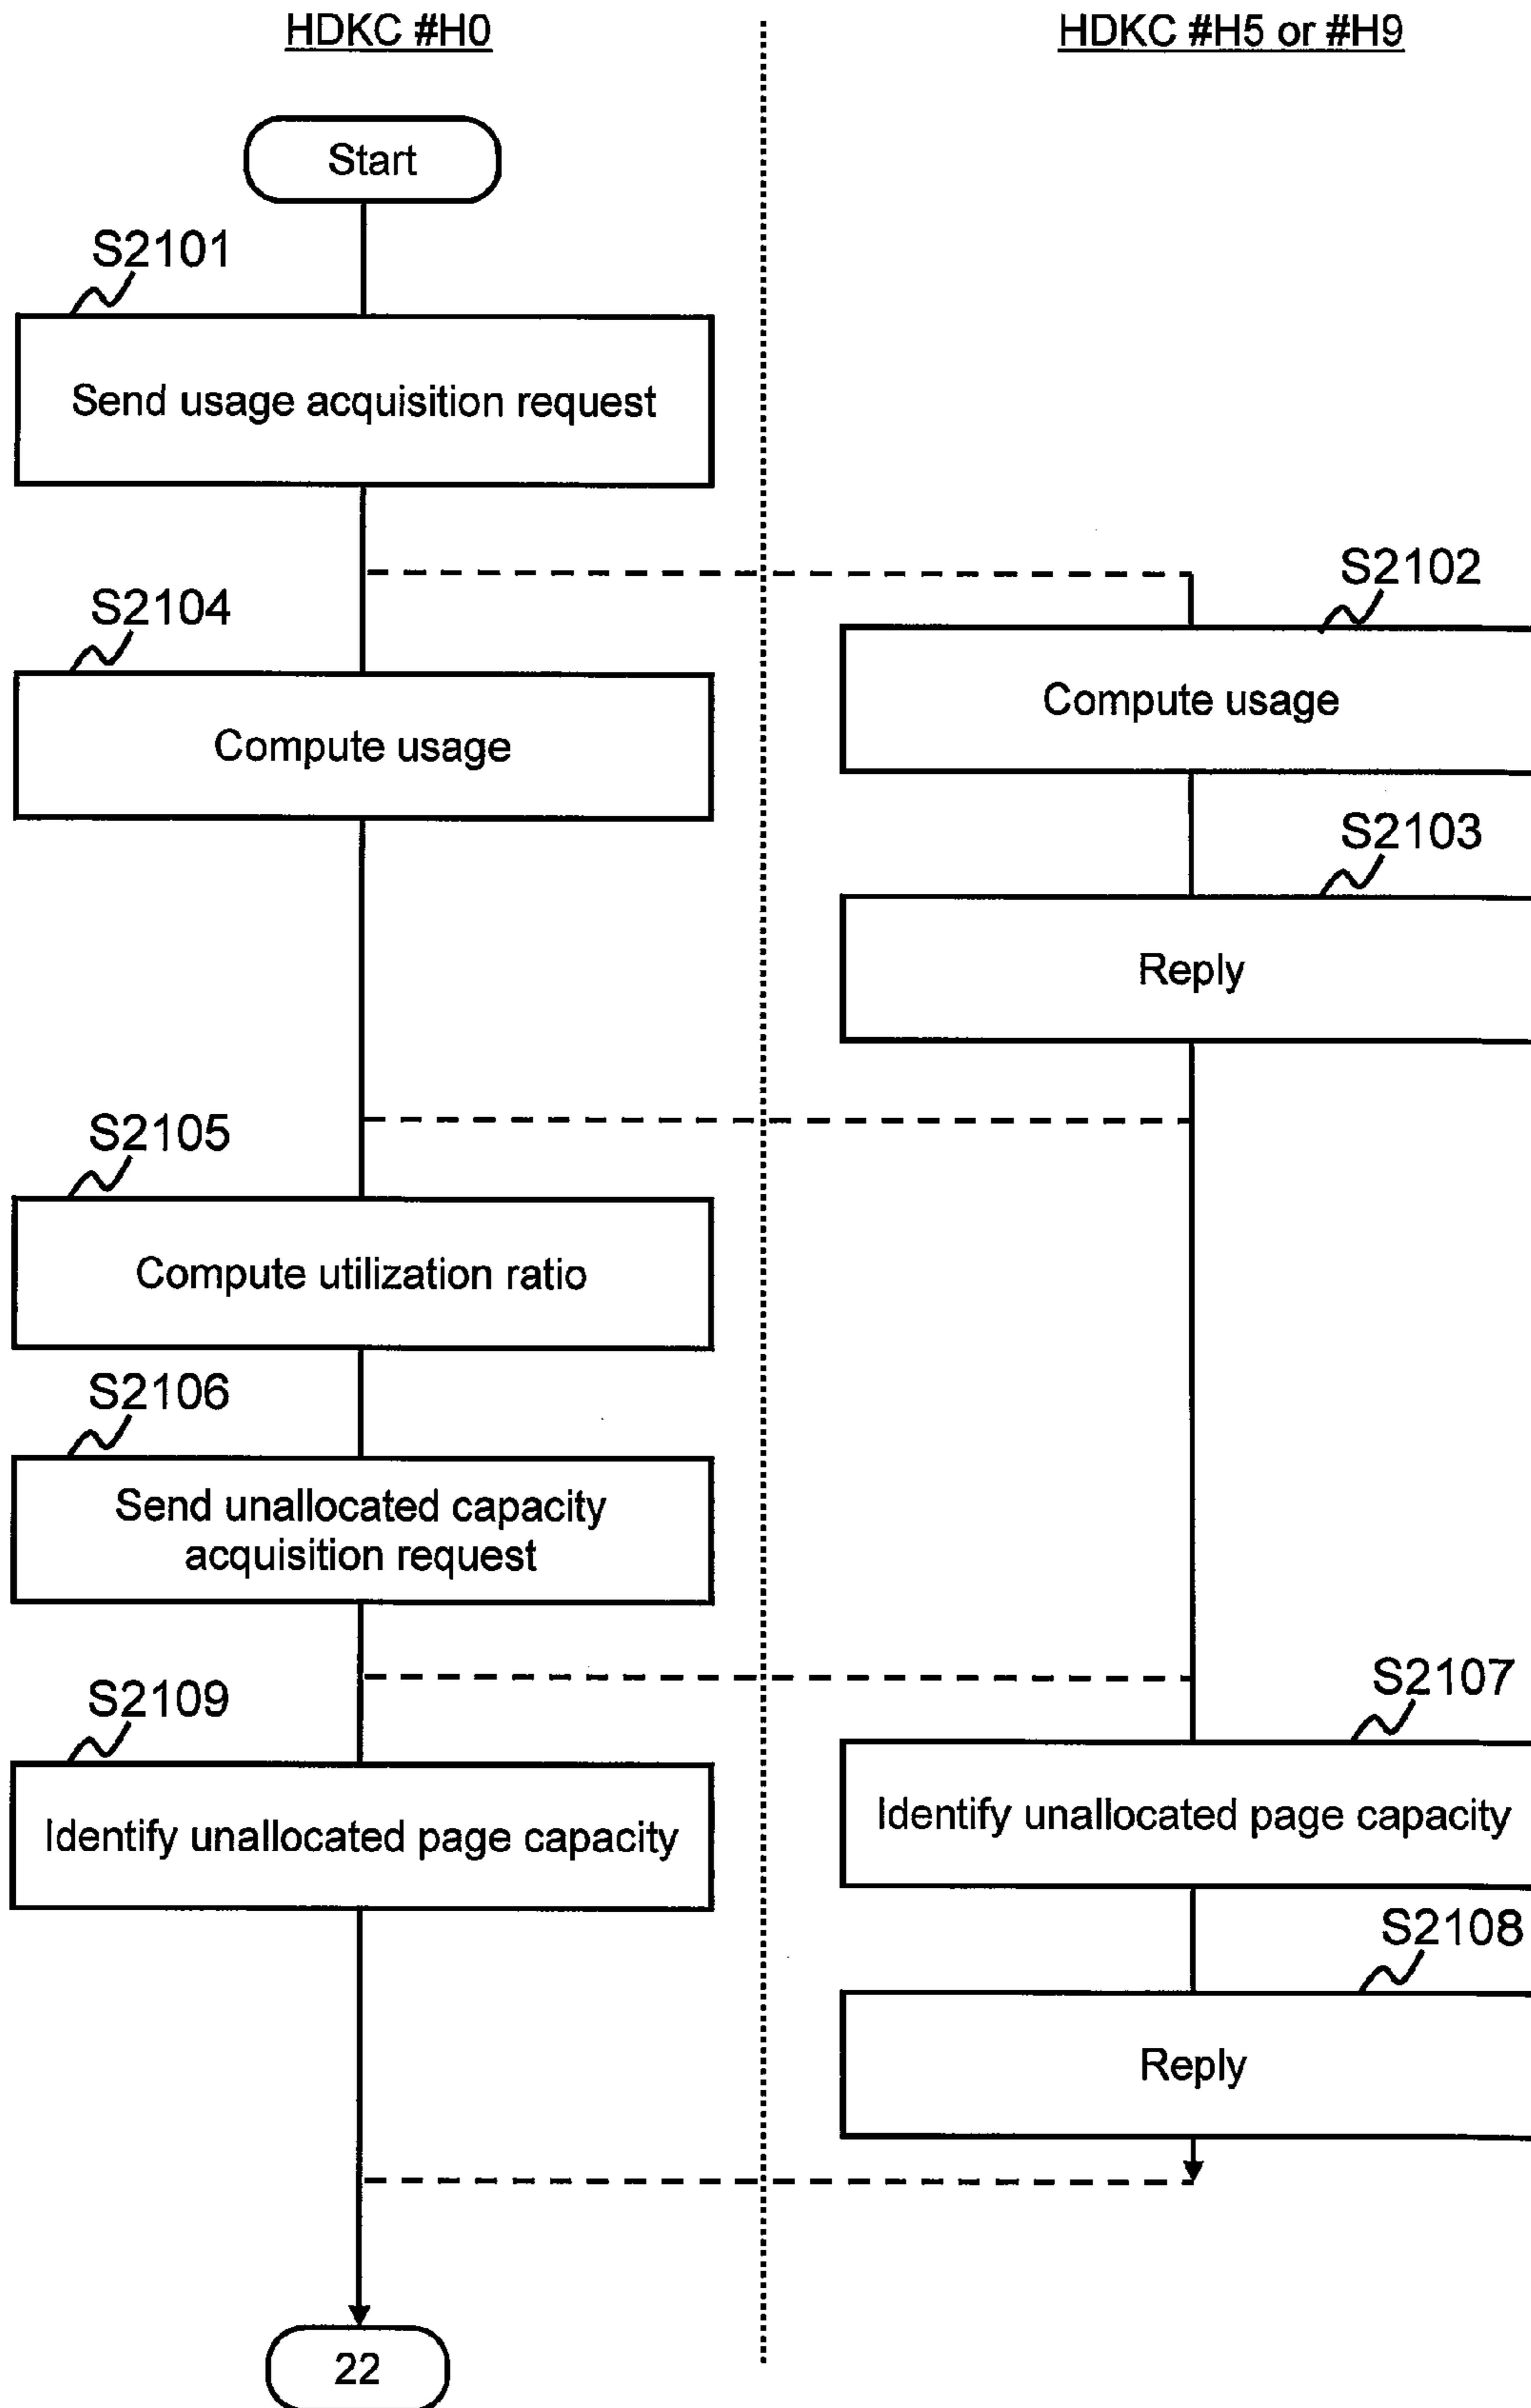 HDKC #H0
HDKC #H5 or #H9
Start
S2101
Send usage acquisition request
S2102
S2104
Compute usage
Compute usage
S2103
Reply
S2105
Compute utilization ratio
S2106
Send unallocated capacity
acquisition request
S2107
S2109
Identify unallocated page capacity
Identify unallocated page capacity
S2108
Reply
22